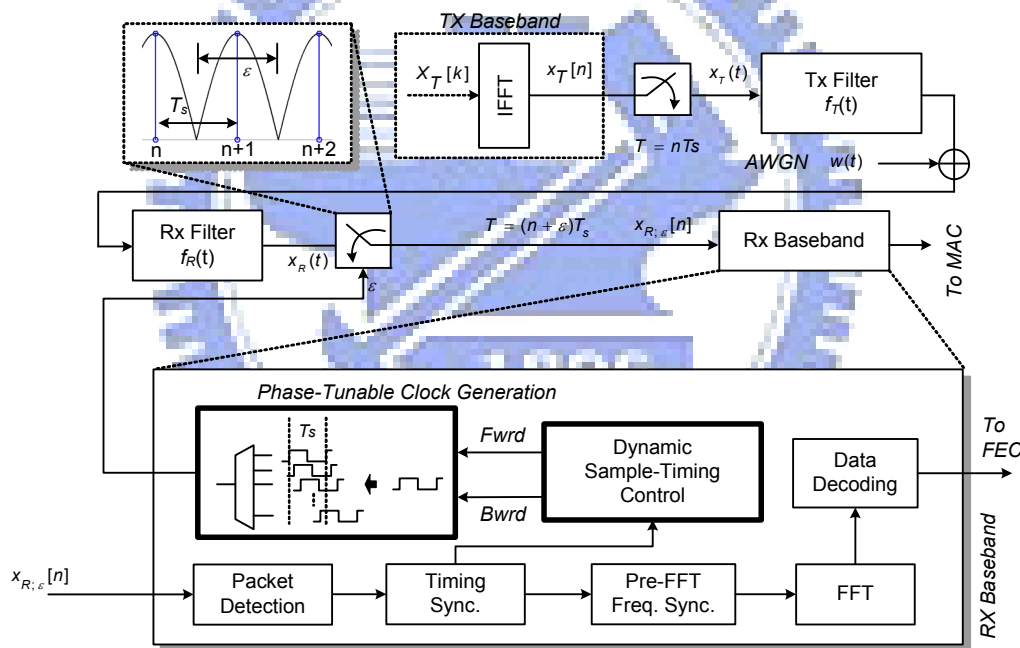 TX Baseband
X_T[k]
IFFT
x_T[n]
x_T(t)
T = nTs
Tx Filter
f_T(t)
AWGN w(t)
ε
T_s
n n+1 n+2
Rx Filter
f_R(t)
x_R(t)
ε
T = (n + ε)T_s
x_{R;ε}[n]
Rx Baseband
To MAC
Phase-Tunable Clock Generation
Ts
Fwrd
Bwrd
Dynamic
Sample-Timing
Control
Data
Decoding
To
FEC
x_{R;ε}[n]
Packet
Detection
Timing
Sync.
Pre-FFT
Freq. Sync.
FFT
RX Baseband